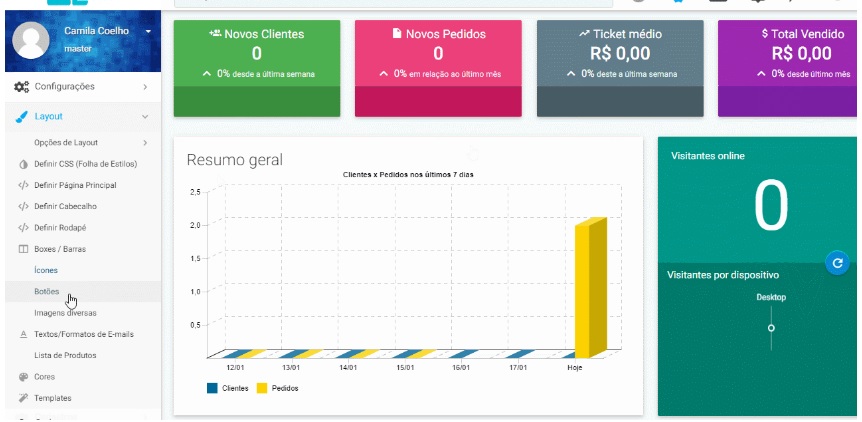 Camila Coelho
master
Configurações
Layout
Opções de Layout
Definir CSS (Folha de Estilos)
Definir Página Principal
Definir Cabecalho
Definir Rodapé
Boxes / Barras
Ícones
Botões
Imagens diversas
Textos/Formatos de E-mails
Lista de Produtos
Cores
Templates
Novos Clientes
0
0% desde a última semana
Novos Pedidos
0
0% em relação ao último mês
Ticket médio
R$ 0,00
0% deste a última semana
$ Total Vendido
R$ 0,00
0% desde último mês
Resumo geral
Clientes x Pedidos nos últimos 7 dias
2,5
2,0
1,5
1,0
0,5
12/01 13/01 14/01 15/01 16/01 17/01 Hoje
Clientes Pedidos
Visitantes online
0
Visitantes por dispositivo
Desktop
0